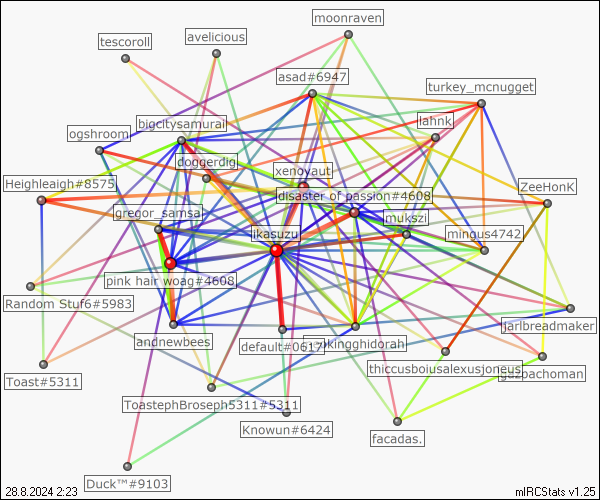 moonraven
avelicious
tescoroll
asad#6947
turkey_mcnugget
bigcitysamurai
lahnk
ogshroom
doggerdig
xenovaut
Heighleaigh#8575
ZeeHonK
disaster of passion#4608
gregor_samsa
mukszi
ikasuzu
mingus4742
pink hair woag#4608
Random Stuf6#5983
jarlbreadmaker
andnewbees
default#0617
kingghidorah
thiccusboiusalexusjoneus
gazpachoman
Toast#5311
ToastephBroseph5311#5311
Knowun#6424
facadas.
Duck™#9103
28.8.2024 2:23
mIRCStats v1.25